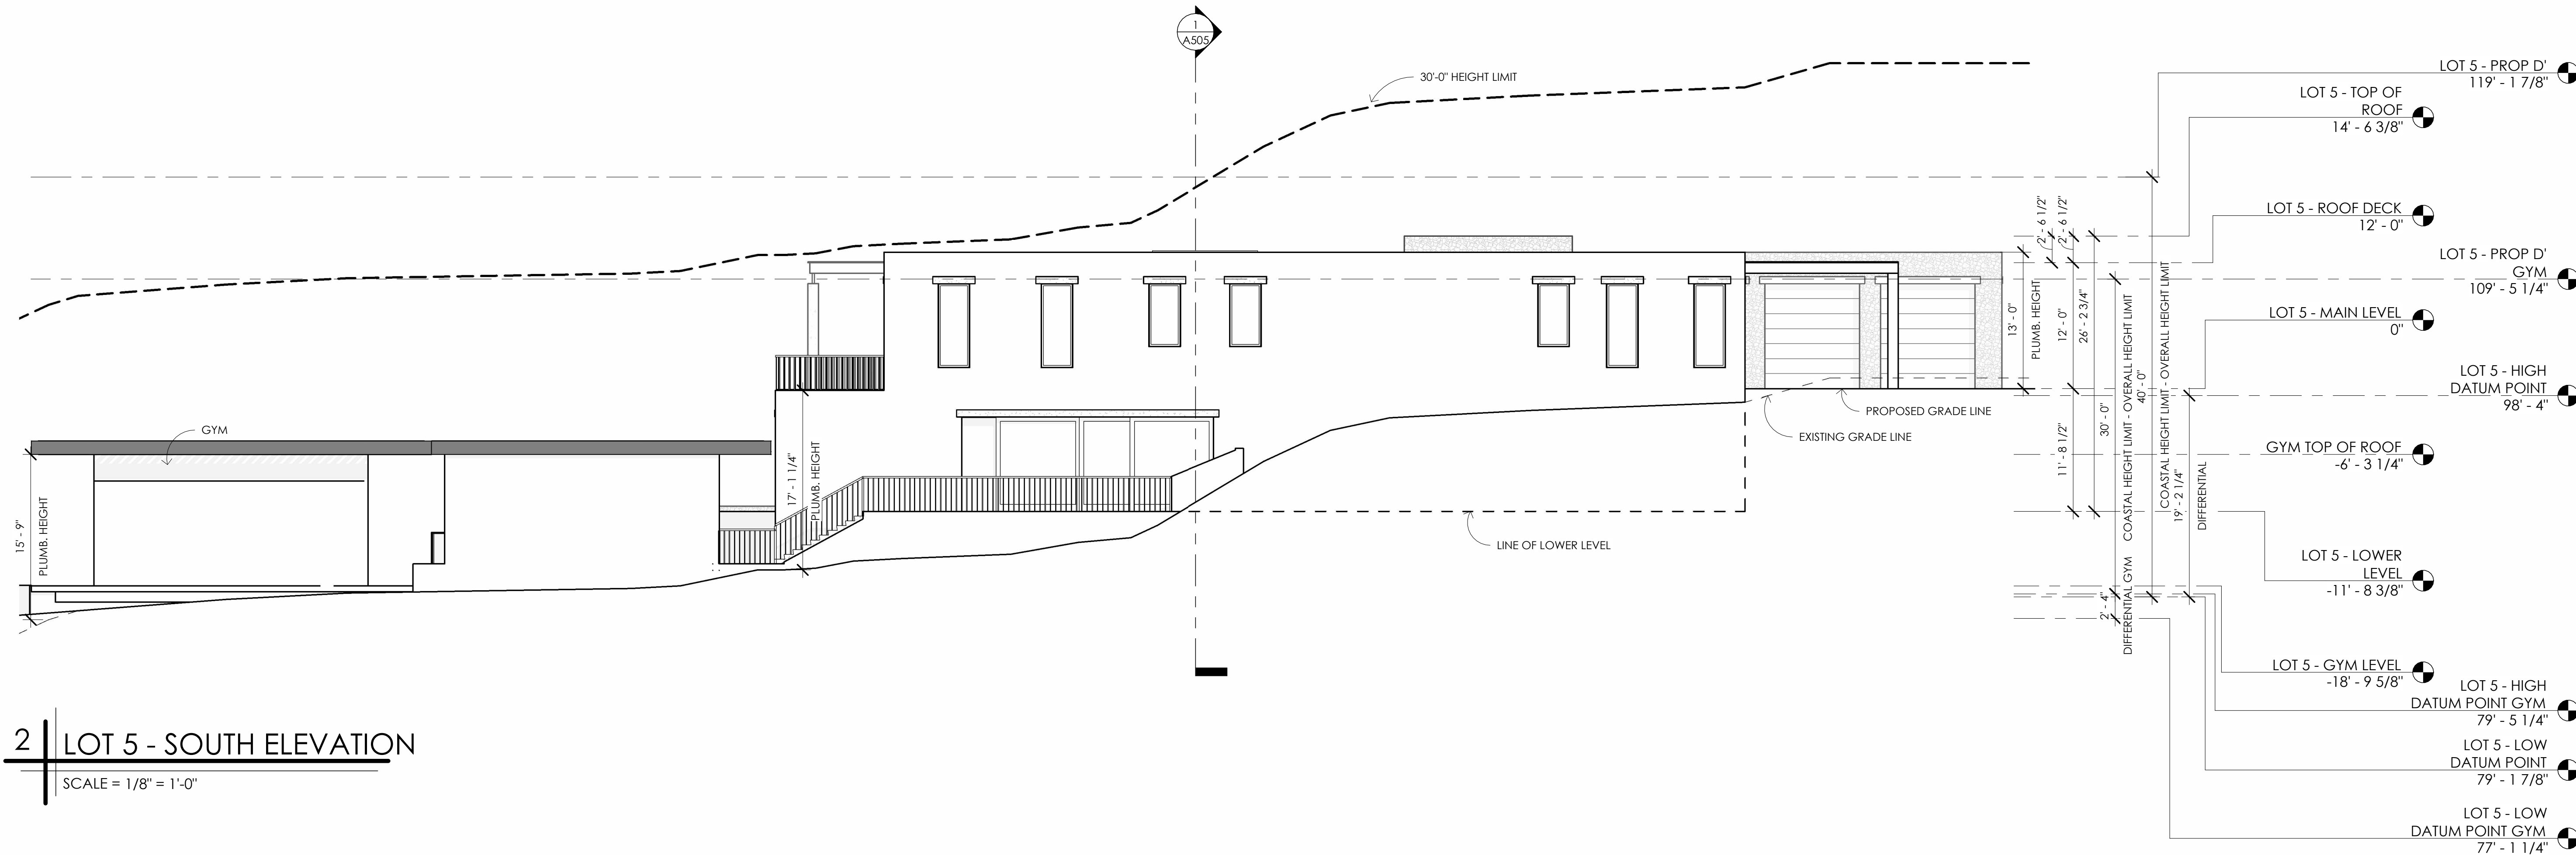 1
A505
30'-0" HEIGHT LIMIT
LOT 5 - PROP D'
119' - 1 7/8"
LOT 5 - TOP OF
ROOF
14' - 6 3/8"
LOT 5 - ROOF DECK
12' - 0"
LOT 5 - PROP D'
GYM
109' - 5 1/4"
LOT 5 - MAIN LEVEL
0"
LOT 5 - HIGH
DATUM POINT
98' - 4"
GYM TOP OF ROOF
-6' - 3 1/4"
LOT 5 - LOWER
LEVEL
-11' - 8 3/8"
LOT 5 - GYM LEVEL
-18' - 9 5/8"
LOT 5 - HIGH
DATUM POINT GYM
79' - 5 1/4"
LOT 5 - LOW
DATUM POINT
79' - 1 7/8"
LOT 5 - LOW
DATUM POINT GYM
77' - 1 1/4"
2' - 6 1/2"
2' - 6 1/2"
13' - 0"
PLUMB. HEIGHT
12' - 0"
26' - 2 3/4"
11' - 8 1/2"
30' - 0"
COASTAL HEIGHT LIMIT - OVERALL HEIGHT LIMIT
40' - 0"
COASTAL HEIGHT LIMIT - OVERALL HEIGHT LIMIT
19' - 2 1/4"
DIFFERENTIAL
2' - 4"
DIFFERENTIAL GYM
PROPOSED GRADE LINE
EXISTING GRADE LINE
LINE OF LOWER LEVEL
GYM
15' - 9"
PLUMB. HEIGHT
17' - 1 1/4"
PLUMB. HEIGHT
2
LOT 5 - SOUTH ELEVATION
SCALE = 1/8" = 1'-0"